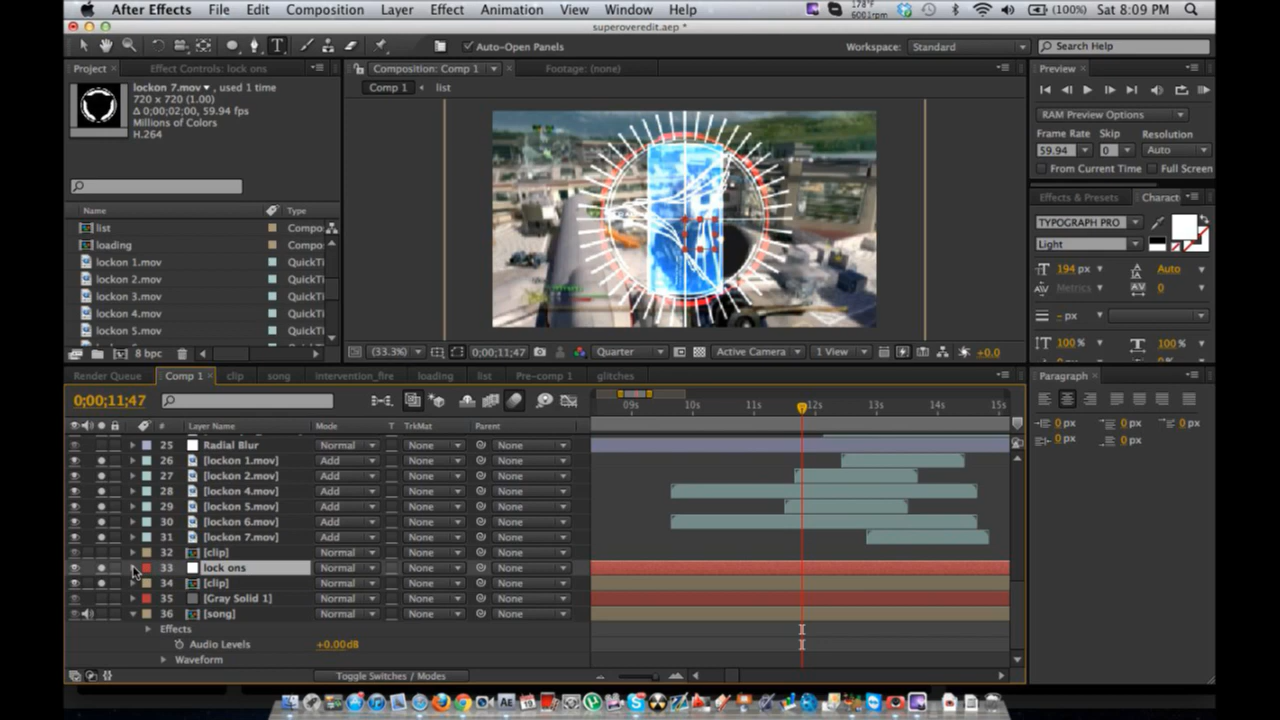 After Effects File Edit Composition Layer Effect Animation View Window Help 178°F 6001rpm (100%) Sat 8:09 PM
superoveredit.aep *
T Auto-Open Panels Workspace: Standard Search Help
Project Effect Controls: lock ons Composition: Comp 1 Footage: (none) Preview
lockon 7.mov, used 1 time
720 x 720 (1.00)
Δ 0;00;02;00, 59.94 fps
Millions of Colors
H.264
Comp 1 list
RAM Preview Options
Frame Rate Skip Resolution
59.94 0 Auto
From Current Time Full Screen
Name Type
list Compo
loading Compo
lockon 1.mov QuickTi
lockon 2.mov QuickTi
lockon 3.mov QuickTi
lockon 4.mov QuickTi
lockon 5.mov QuickTi
8 bpc
Effects & Presets Charact
TYPOGRAPH PRO
Light
194 px Auto
Metrics 0
- px
100% 100%
(33.3%) 0;00;11;47 Quarter Active Camera 1 View +0.0
Render Queue Comp 1 clip song intervention_fire loading list Pre-comp 1 glitches
Paragraph
0 px 0 px 0 px
0 px 0 px
0;00;11;47
09s 10s 11s 12s 13s 14s 15s
# Layer Name Mode T TrkMat Parent
25 Radial Blur Normal None None
26 [lockon 1.mov] Add None None
27 [lockon 2.mov] Add None None
28 [lockon 4.mov] Add None None
29 [lockon 5.mov] Add None None
30 [lockon 6.mov] Add None None
31 [lockon 7.mov] Add None None
32 [clip] Normal None None
33 lock ons Normal None None
34 [clip] Normal None None
35 [Gray Solid 1] Normal None None
36 [song] Normal None None
Effects
Audio Levels +0.00dB
Waveform
Toggle Switches / Modes